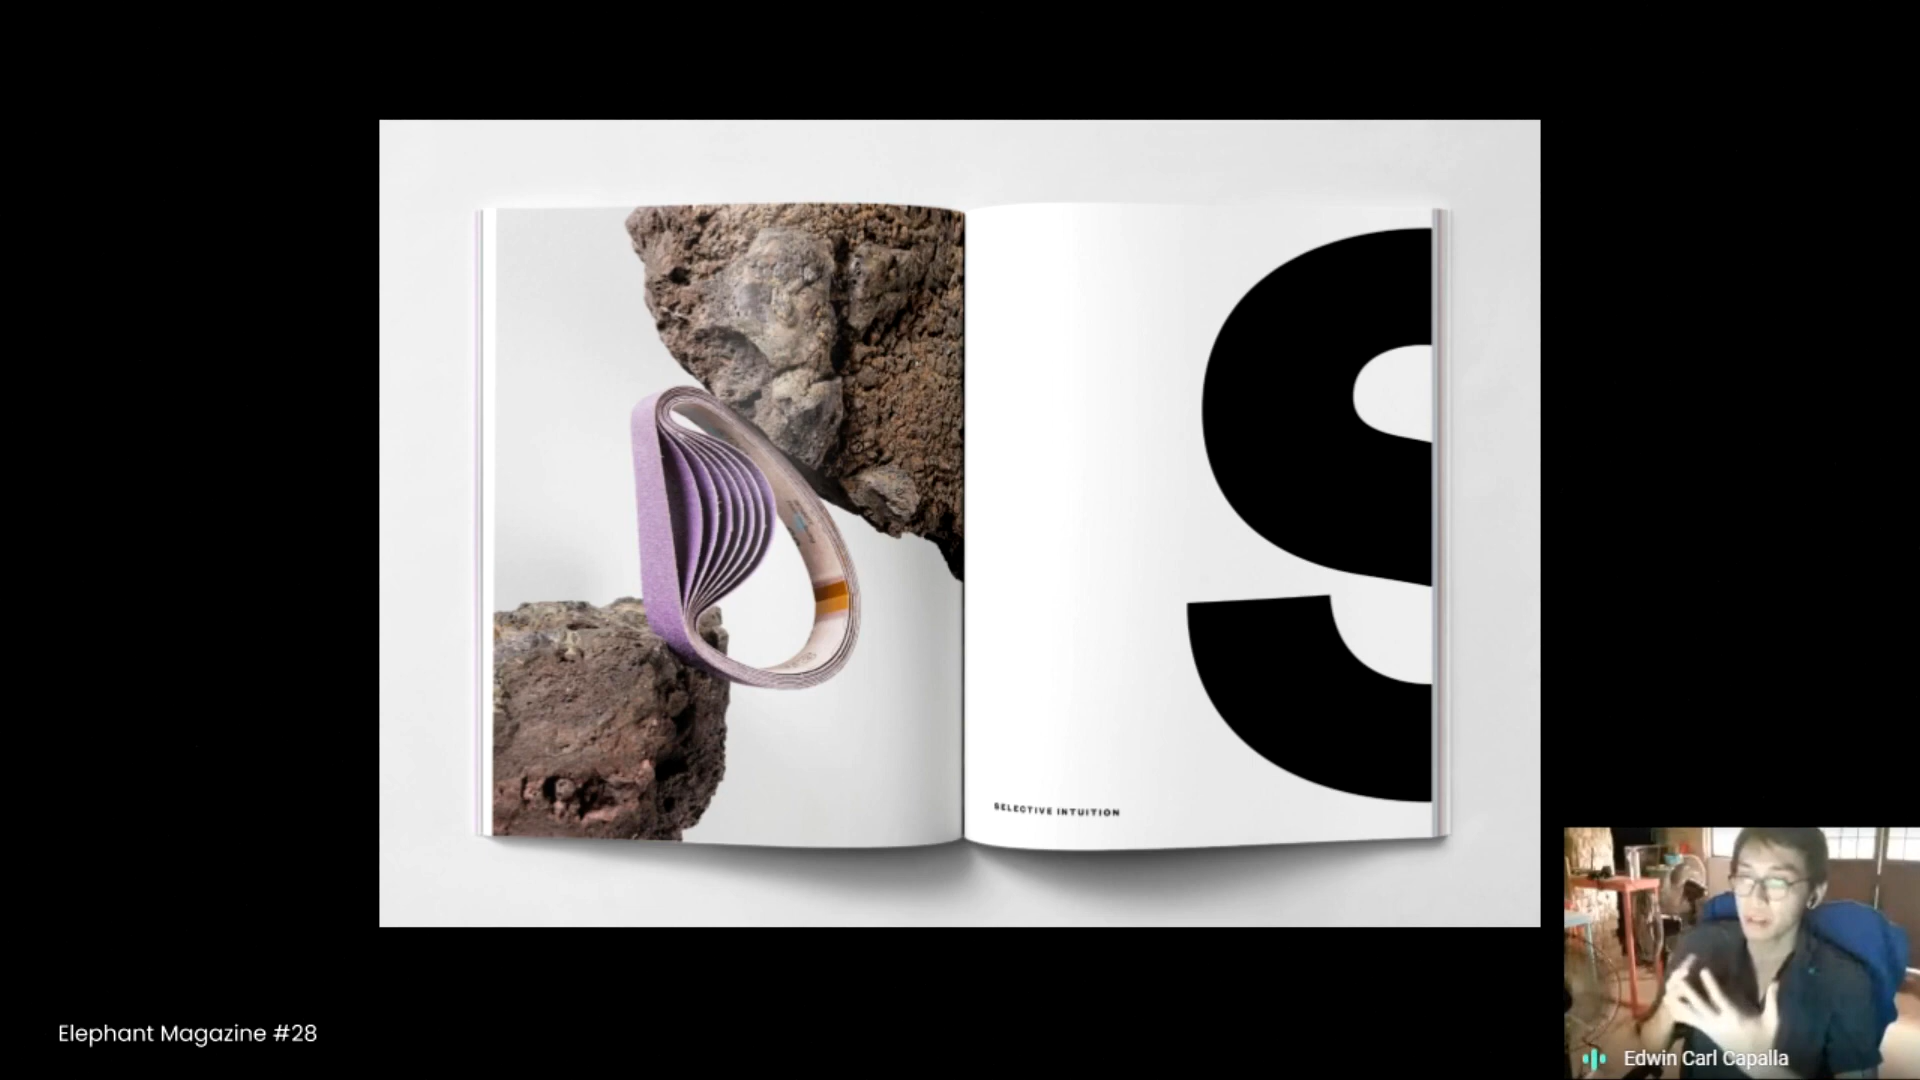 S
SELECTIVE INTUITION
Elephant Magazine #28
Edwin Carl Capalla